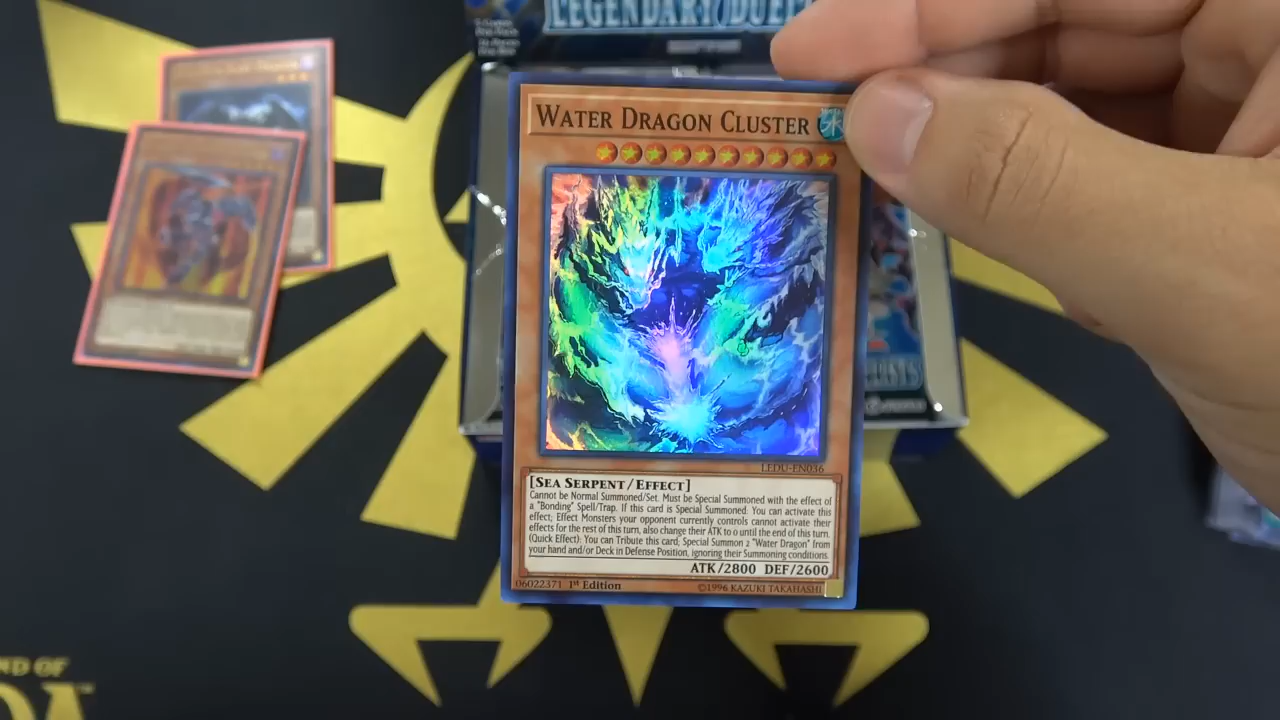 LEGENDARY DUEL
WATER DRAGON CLUSTER
LEDU-EN036
[SEA SERPENT/EFFECT]
Cannot be Normal Summoned/Set. Must be Special Summoned with the effect of
a "Bonding" Spell/Trap. If this card is Special Summoned: You can activate this
effect; Effect Monsters your opponent currently controls cannot activate their
effects for the rest of this turn, also change their ATK to 0 until the end of this turn.
(Quick Effect): You can Tribute this card; Special Summon 2 "Water Dragon" from
your hand and/or Deck in Defense Position, ignoring their Summoning conditions.
ATK/2800 DEF/2600
06022371 1st Edition
©1996 KAZUKI TAKAHASHI
ND OF
DA